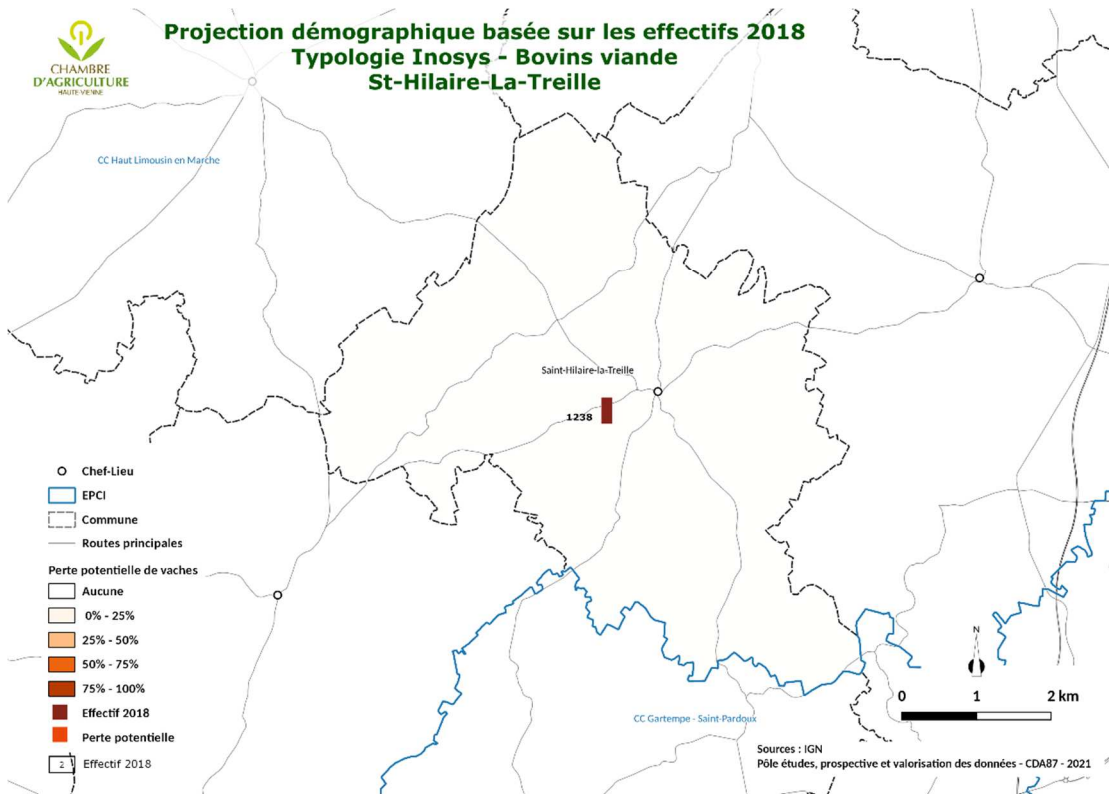 Projection démographique basée sur les effectifs 2018
Typologie Inosys - Bovins viande
St-Hilaire-La-Treille
CHAMBRE
D'AGRICULTURE
HAUTE-VIENNE
CC Haut Limousin en Marche
Saint-Hilaire-la-Treille
1238
Chef-Lieu
EPCI
Commune
Routes principales
Perte potentielle de vaches
Aucune
0% - 25%
25% - 50%
50% - 75%
75% - 100%
Effectif 2018
Perte potentielle
2 Effectif 2018
CC Gartempe - Saint-Pardoux
N
0 1 2 km
Sources : IGN
Pôle études, prospective et valorisation des données - CDA87 - 2021